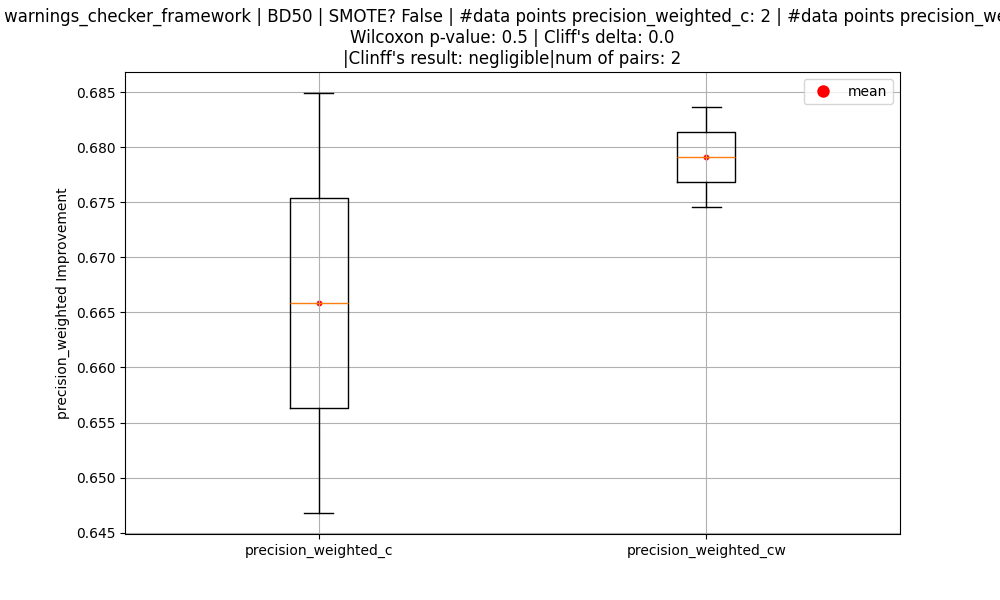 warnings_checker_framework | BD50 | SMOTE? False | #data points precision_weighted_c: 2 | #data points
Wilcoxon p-value: 0.5 | Cliff's delta: 0.0
|Clinff's result: negligible|num of pairs: 2
mean
0.685
0.680
0.675
0.670
0.665
0.660
0.655
0.650
0.645
precision_weighted Improvement
precision_weighted_c
precision_weighted_cw